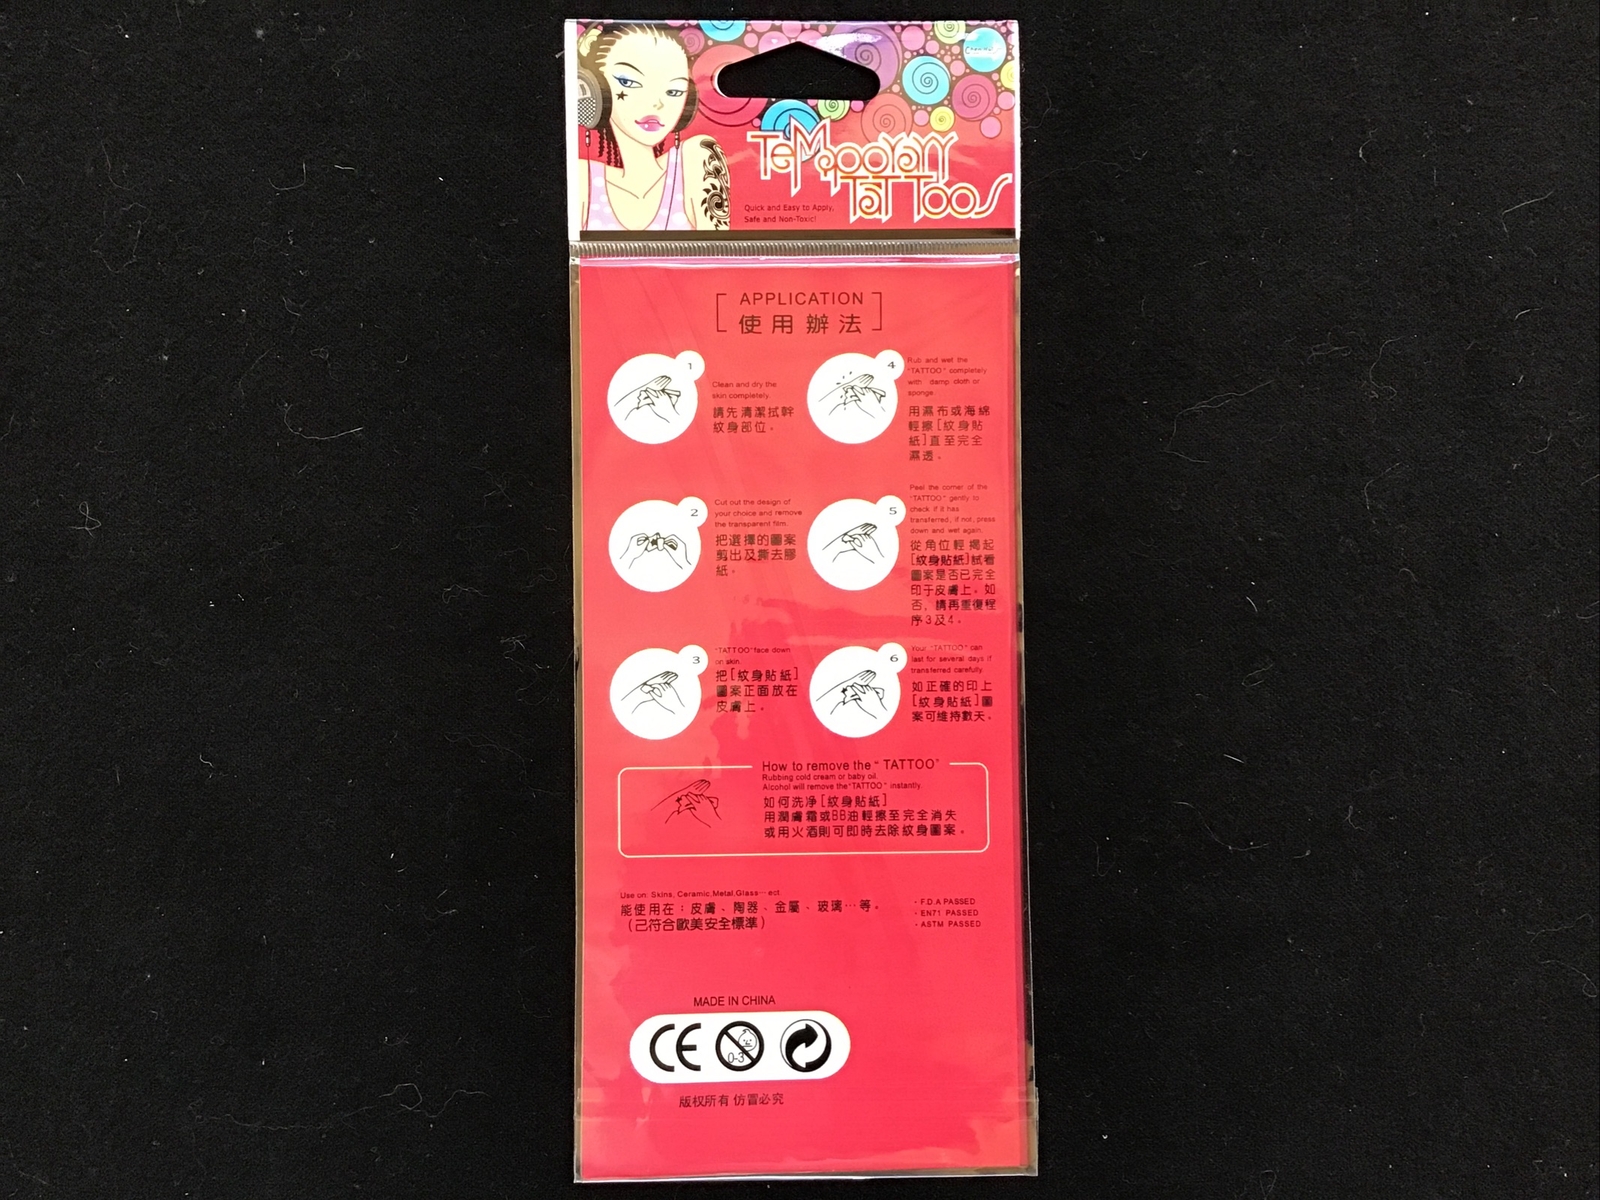 TeMpoorary
TaTToos
Quick and Easy to Apply,
Safe and Non-Toxic!
APPLICATION
使用辦法
1
Clean and dry the
skin completely.
請先清潔拭幹
紋身部位。
2
Cut out the design of
your choice and remove
the transparent film.
把選擇的圖案
剪出及撕去膠
紙。
3
"TATTOO" face down
on skin.
把[紋身貼紙]
圖案正面放在
皮膚上。
4
Rub and wet the
"TATTOO" completely
with damp cloth or
sponge.
用濕布或海綿
輕擦[紋身貼
紙]直至完全
濕透。
5
Peel the corner of the
"TATTOO" gently to
check if it has
transferred, if not, press
down and wet again.
從角位輕揭起
[紋身貼紙]試看
圖案是否已完全
印于皮膚上。如
否，請再重復程
序3及4。
6
Your "TATTOO" can
last for several days if
transferred carefully.
如正確的印上
[紋身貼紙]圖
案可維持數天。
How to remove the " TATTOO"
Rubbing cold cream or baby oil.
Alcohol will remove the "TATTOO" instantly.
如何洗净[紋身貼紙]
用潤膚霜或BB油輕擦至完全消失
或用火酒則可即時去除紋身圖案。
Use on: Skins, Ceramic,Metal,Glass…ect.
能使用在：皮膚、陶器、金屬、玻璃…等。
（己符合歐美安全標準）
· F.D.A PASSED
· EN71 PASSED
· ASTM PASSED
MADE IN CHINA
CE
0-3
版权所有 仿冒必究